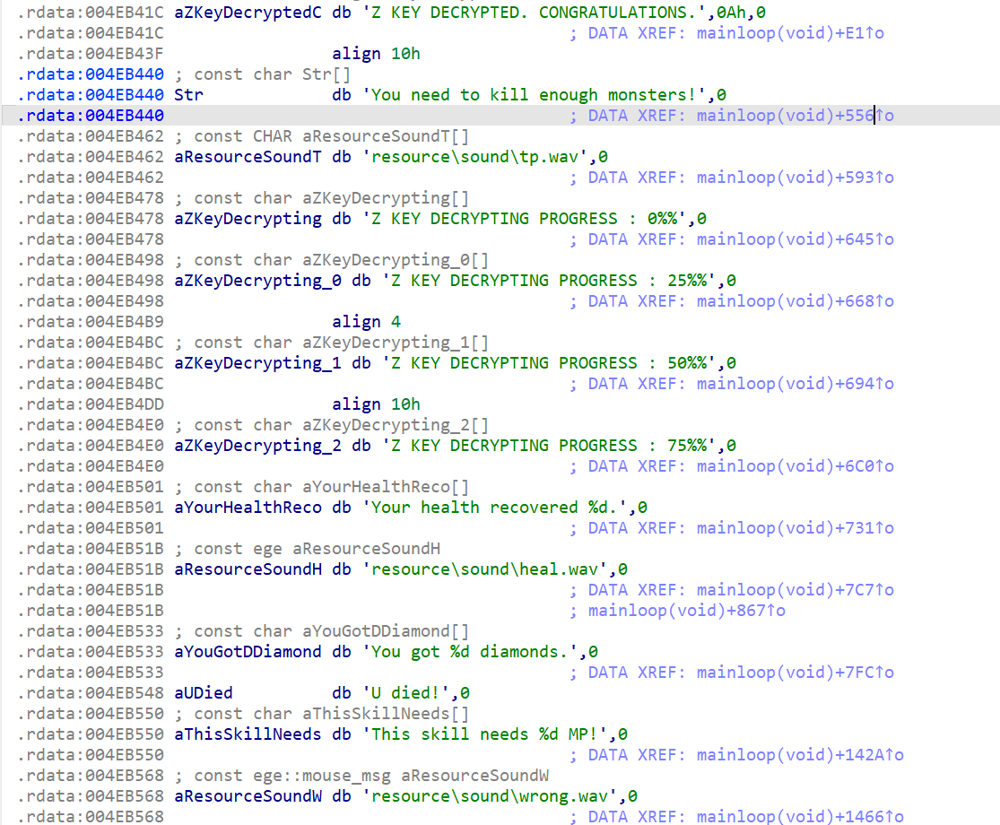 .rdata:004EB41C aZKeyDecryptedC db 'Z KEY DECRYPTED. CONGRATULATIONS.',0Ah,0
.rdata:004EB41C ; DATA XREF: mainloop(void)+E1↑o
.rdata:004EB43F align 10h
.rdata:004EB440 ; const char Str[]
.rdata:004EB440 Str db 'You need to kill enough monsters!',0
.rdata:004EB440 ; DATA XREF: mainloop(void)+556↑o
.rdata:004EB462 ; const CHAR aResourceSoundT[]
.rdata:004EB462 aResourceSoundT db 'resource\sound\tp.wav',0
.rdata:004EB462 ; DATA XREF: mainloop(void)+593↑o
.rdata:004EB478 ; const char aZKeyDecrypting[]
.rdata:004EB478 aZKeyDecrypting db 'Z KEY DECRYPTING PROGRESS : 0%%',0
.rdata:004EB478 ; DATA XREF: mainloop(void)+645↑o
.rdata:004EB498 ; const char aZKeyDecrypting_0[]
.rdata:004EB498 aZKeyDecrypting_0 db 'Z KEY DECRYPTING PROGRESS : 25%%',0
.rdata:004EB498 ; DATA XREF: mainloop(void)+668↑o
.rdata:004EB4B9 align 4
.rdata:004EB4BC ; const char aZKeyDecrypting_1[]
.rdata:004EB4BC aZKeyDecrypting_1 db 'Z KEY DECRYPTING PROGRESS : 50%%',0
.rdata:004EB4BC ; DATA XREF: mainloop(void)+694↑o
.rdata:004EB4DD align 10h
.rdata:004EB4E0 ; const char aZKeyDecrypting_2[]
.rdata:004EB4E0 aZKeyDecrypting_2 db 'Z KEY DECRYPTING PROGRESS : 75%%',0
.rdata:004EB4E0 ; DATA XREF: mainloop(void)+6C0↑o
.rdata:004EB501 ; const char aYourHealthReco[]
.rdata:004EB501 aYourHealthReco db 'Your health recovered %d.',0
.rdata:004EB501 ; DATA XREF: mainloop(void)+731↑o
.rdata:004EB51B ; const ege aResourceSoundH
.rdata:004EB51B aResourceSoundH db 'resource\sound\heal.wav',0
.rdata:004EB51B ; DATA XREF: mainloop(void)+7C7↑o
.rdata:004EB51B ; mainloop(void)+867↑o
.rdata:004EB533 ; const char aYouGotDDiamond[]
.rdata:004EB533 aYouGotDDiamond db 'You got %d diamonds.',0
.rdata:004EB533 ; DATA XREF: mainloop(void)+7FC↑o
.rdata:004EB548 aUDied db 'U died!',0
.rdata:004EB550 ; const char aThisSkillNeeds[]
.rdata:004EB550 aThisSkillNeeds db 'This skill needs %d MP!',0
.rdata:004EB550 ; DATA XREF: mainloop(void)+142A↑o
.rdata:004EB568 ; const ege::mouse_msg aResourceSoundW
.rdata:004EB568 aResourceSoundW db 'resource\sound\wrong.wav',0
.rdata:004EB568 ; DATA XREF: mainloop(void)+1466↑o